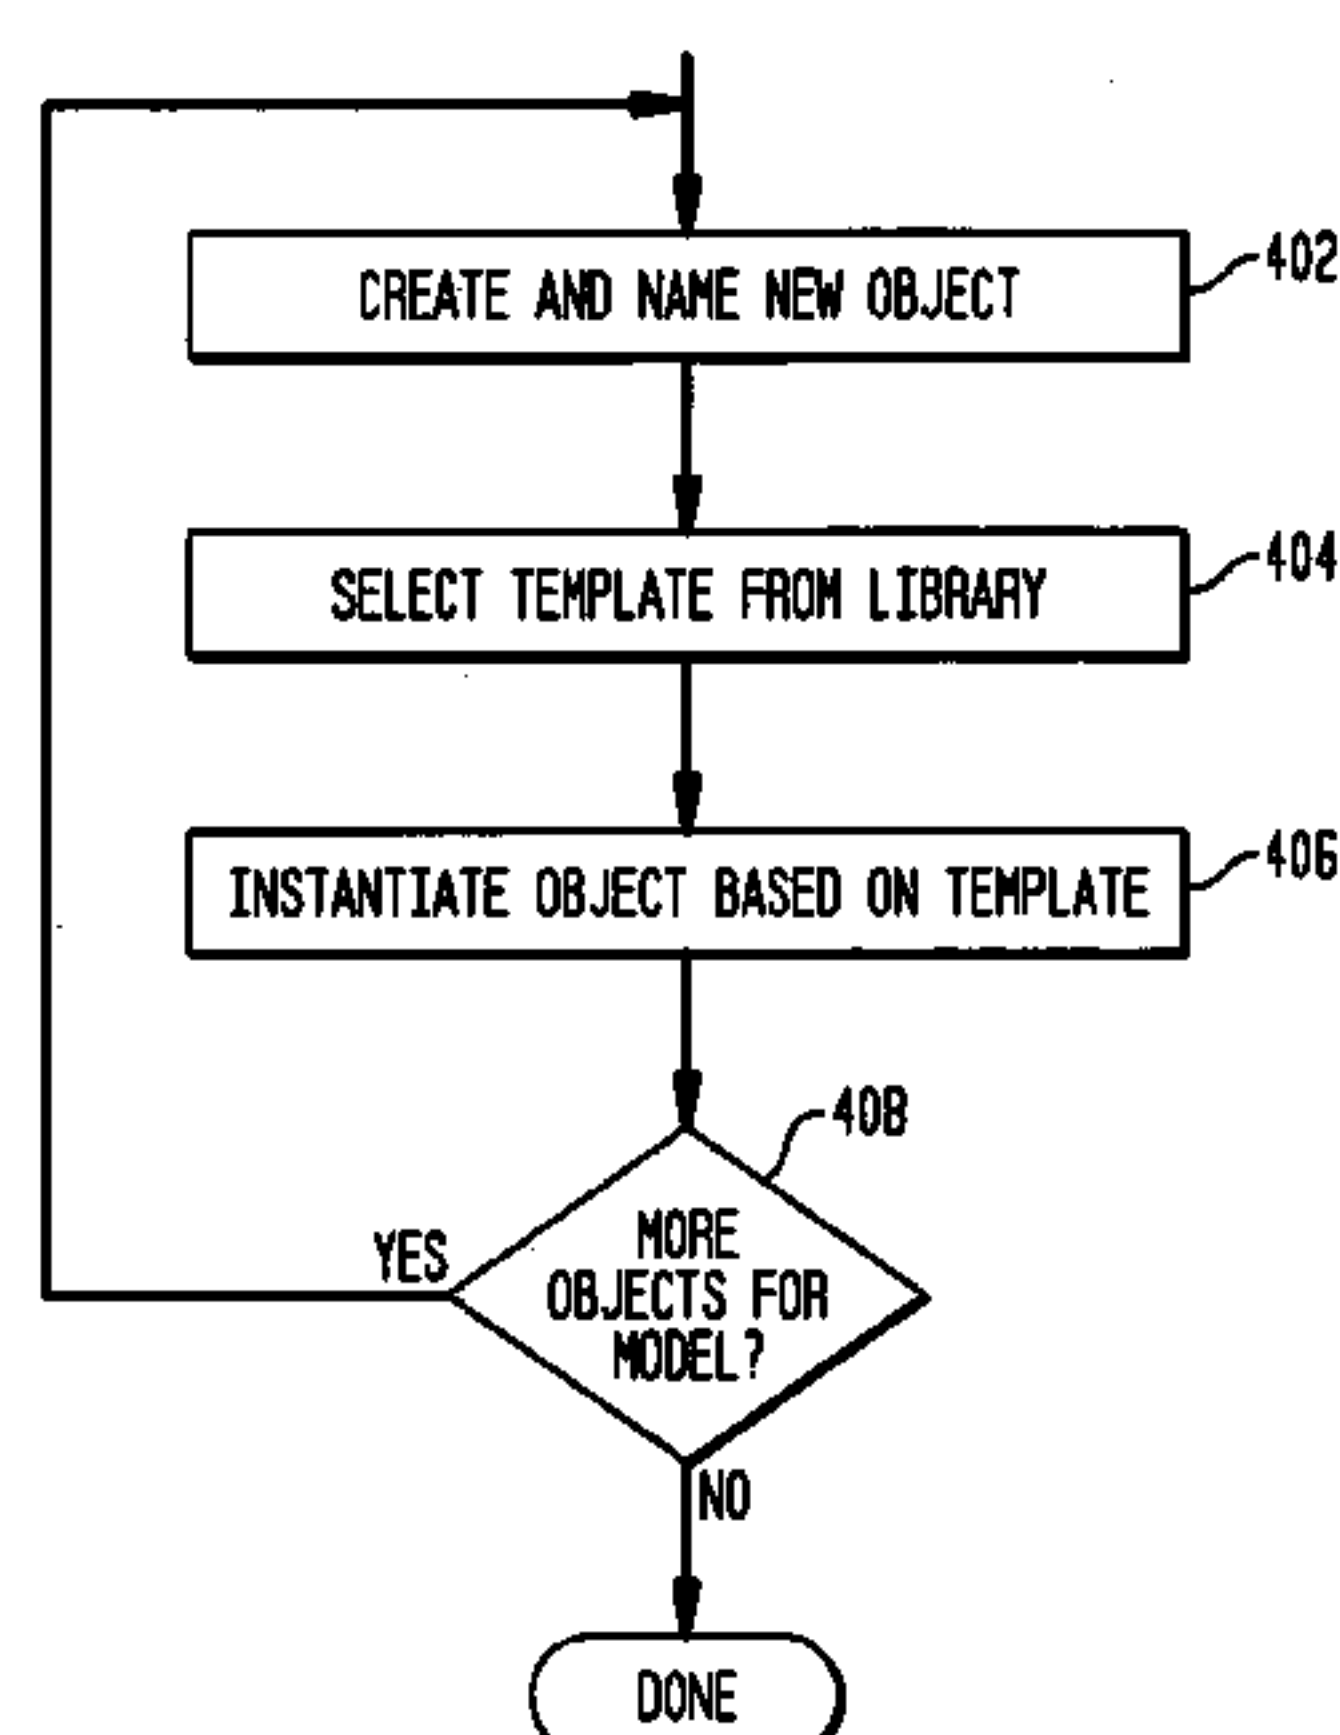 CREATE AND NAME NEW OBJECT
402
SELECT TEMPLATE FROM LIBRARY
404
INSTANTIATE OBJECT BASED ON TEMPLATE
406
408
MORE
OBJECTS FOR
MODEL?
YES
NO
DONE